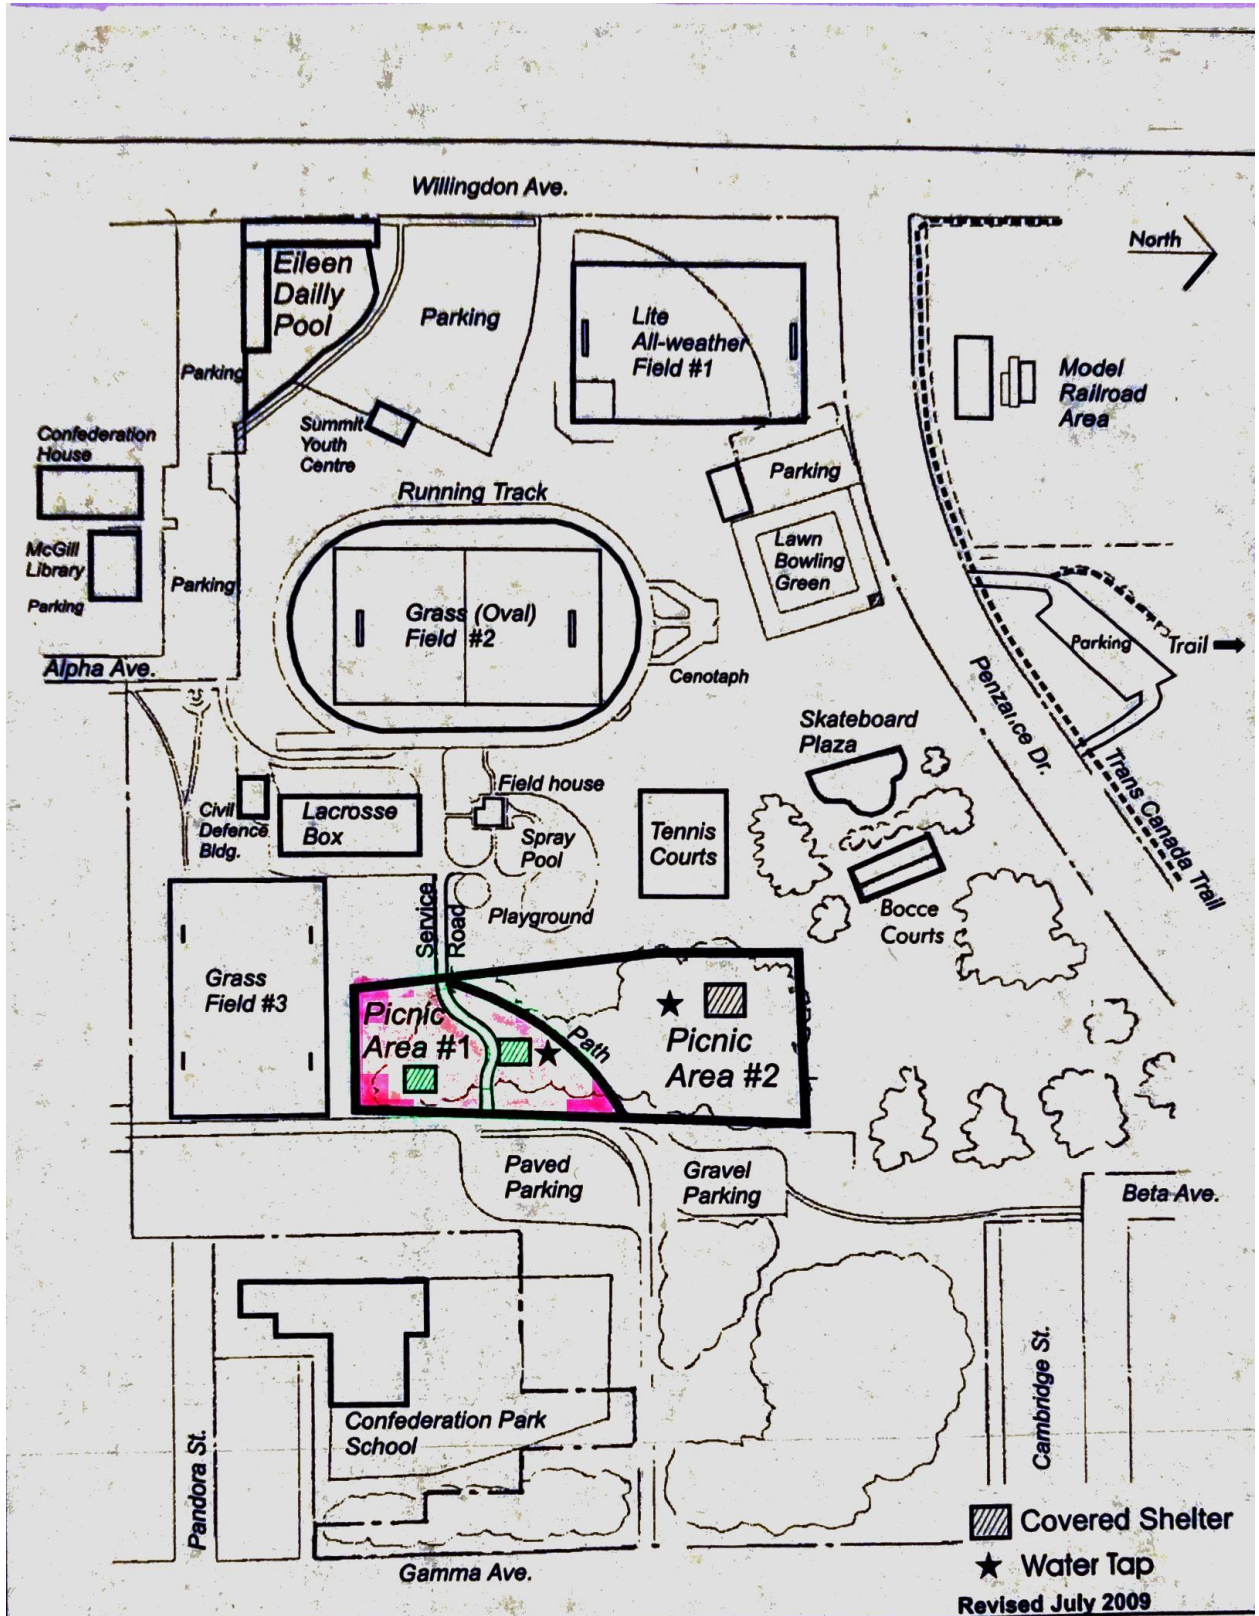 Willingdon Ave.
North
Eileen
Dailly
Pool
Parking
Lite
All-weather
Field #1
Model
Railroad
Area
Parking
Summit
Youth
Centre
Confederation
House
Running Track
Parking
McGill
Library
Parking
Parking
Lawn
Bowling
Green
Grass (Oval)
Field #2
Alpha Ave.
Cenotaph
Parking
Trail
Penzance Dr.
Skateboard
Plaza
Trans Canada Trail
Field house
Civil
Defence
Bldg.
Lacrosse
Box
Spray
Pool
Tennis
Courts
Service
Road
Playground
Bocce
Courts
Grass
Field #3
Picnic
Area #1
Path
Picnic
Area #2
Paved
Parking
Gravel
Parking
Beta Ave.
Confederation Park
School
Pandora St.
Cambridge St.
Gamma Ave.
Covered Shelter
Water Tap
Revised July 2009